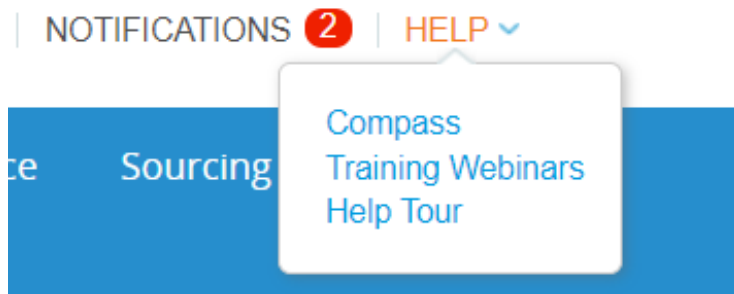 NOTIFICATIONS 2 HELP
Compass
ce Sourcing Training Webinars
Help Tour